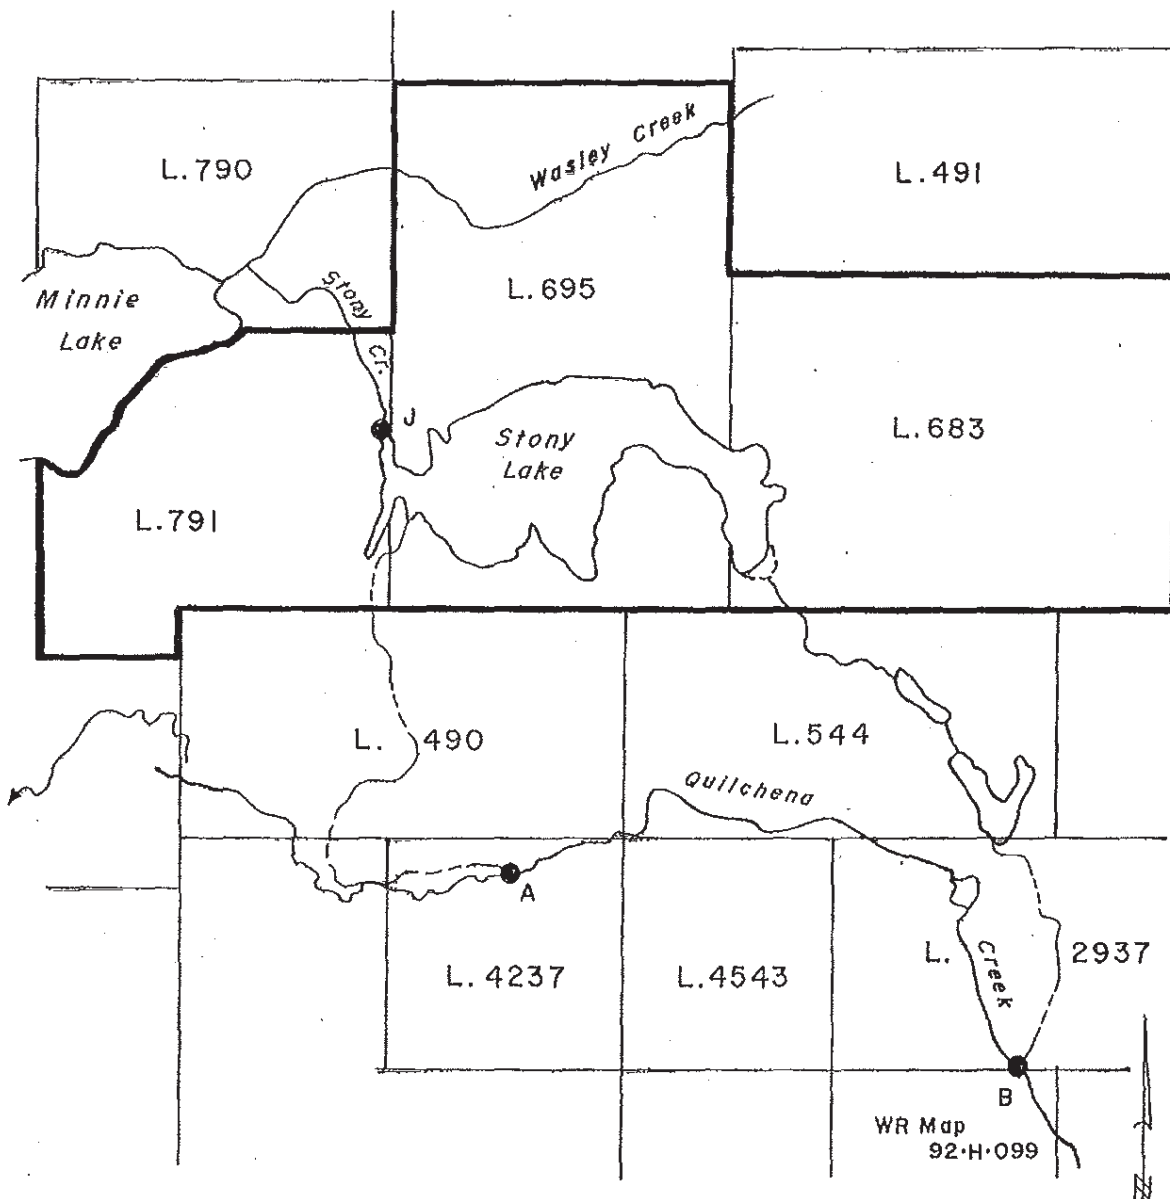 Wasley Creek
L.790
L.491
Stony
Cr.
L.695
Minnie
Lake
J
Stony
Lake
L.683
L.791
L. 490
L.544
Quilchena
A
L. 4237
L.4543
L. 2937
Creek
B
WR Map
92·H·099
N